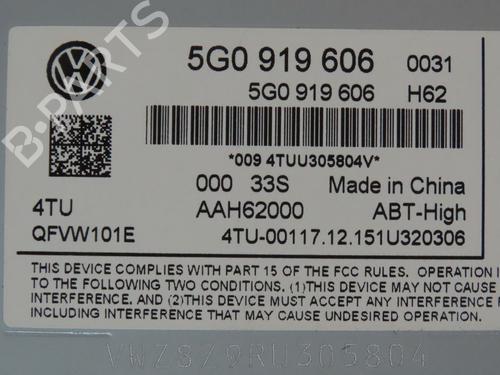 5G0 919 606 0031
5G0 919 606 H62
*009 4TUU305804V*
000 33S Made in China
4TU AAH62000 ABT-High
QFVW101E 4TU-00117.12.151U320306
THIS DEVICE COMPLIES WITH PART 15 OF THE FCC RULES. OPERATION I
TO THE FOLLOWING TWO CONDITIONS, (1)THIS DEVICE MAY NOT CAUSE
INTERFERENCE, AND (2)THIS DEVICE MUST ACCEPT ANY INTERFERENCE
INCLUDING INTERFERENCE THAT MAY CAUSE UNDESIRED OPERATION.
VWZ8Z9RU305804
B-PARTS